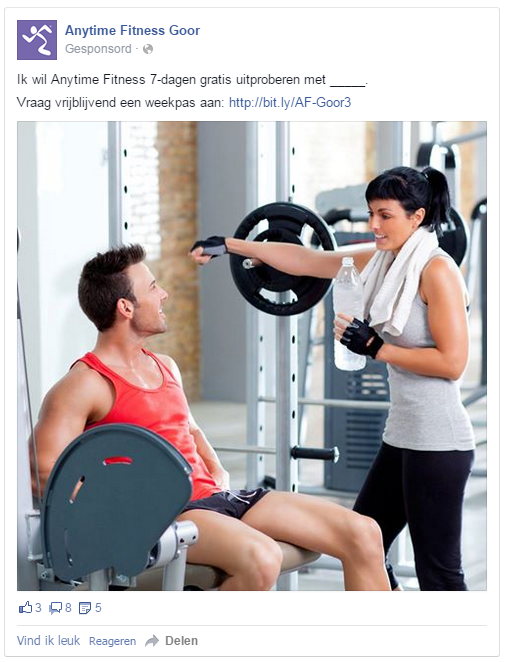 Anytime Fitness Goor
Gesponsord ·
Ik wil Anytime Fitness 7-dagen gratis uitproberen met _____.
Vraag vrijblijvend een weekpas aan: http://bit.ly/AF-Goor3
3 8 5
Vind ik leuk Reageren Delen